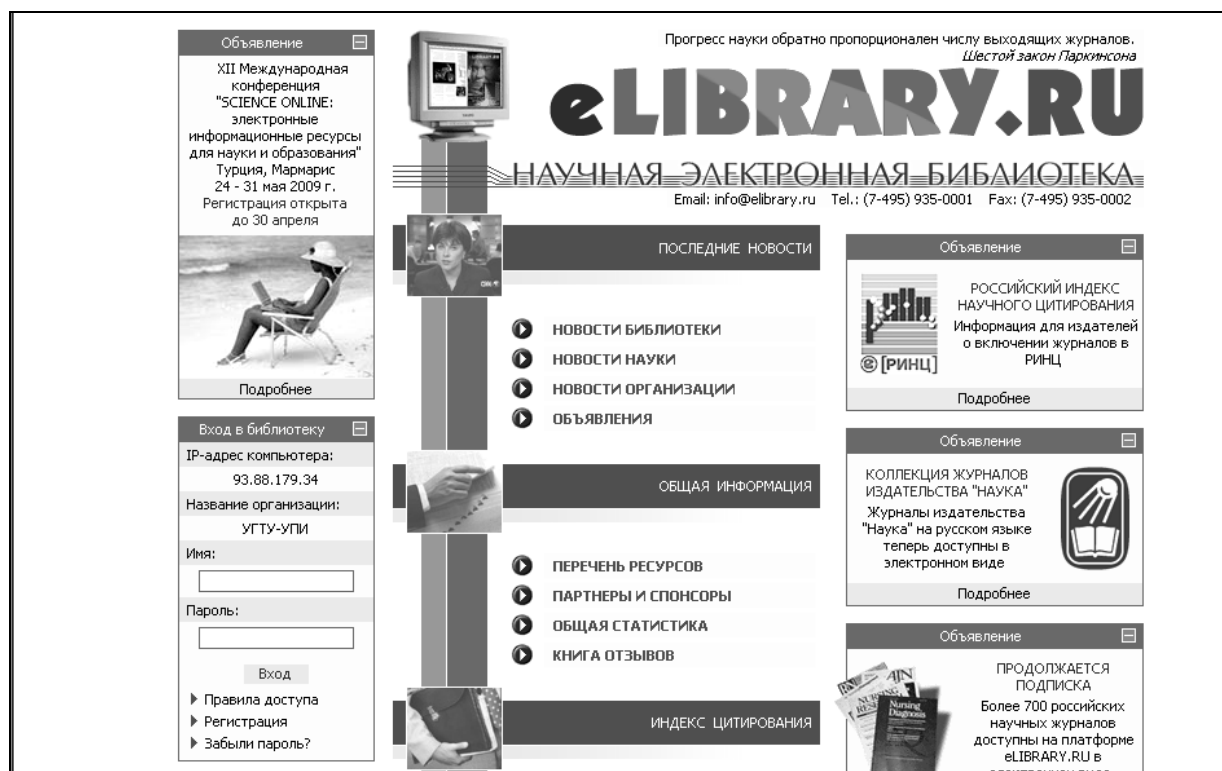 Объявление
XII Международная
конференция
"SCIENCE ONLINE:
электронные
информационные ресурсы
для науки и образования"
Турция, Мармарис
24 - 31 мая 2009 г.
Регистрация открыта
до 30 апреля
Подробнее
Вход в библиотеку
IP-адрес компьютера:
93.88.179.34
Название организации:
УГТУ-УПИ
Имя:
Пароль:
Вход
Правила доступа
Регистрация
Забыли пароль?
Прогресс науки обратно пропорционален числу выходящих журналов.
Шестой закон Паркинсона
eLIBRARY.RU
НАУЧНАЯ ЭЛЕКТРОННАЯ БИБЛИОТЕКА
Email: info@elibrary.ru Tel.: (7-495) 935-0001 Fax: (7-495) 935-0002
ПОСЛЕДНИЕ НОВОСТИ
НОВОСТИ БИБЛИОТЕКИ
НОВОСТИ НАУКИ
НОВОСТИ ОРГАНИЗАЦИИ
ОБЪЯВЛЕНИЯ
ОБЩАЯ ИНФОРМАЦИЯ
ПЕРЕЧЕНЬ РЕСУРСОВ
ПАРТНЕРЫ И СПОНСОРЫ
ОБЩАЯ СТАТИСТИКА
КНИГА ОТЗЫВОВ
ИНДЕКС ЦИТИРОВАНИЯ
Объявление
РОССИЙСКИЙ ИНДЕКС
НАУЧНОГО ЦИТИРОВАНИЯ
Информация для издателей
о включении журналов в
РИНЦ
e [РИНЦ]
Подробнее
Объявление
КОЛЛЕКЦИЯ ЖУРНАЛОВ
ИЗДАТЕЛЬСТВА "НАУКА"
Журналы издательства
"Наука" на русском языке
теперь доступны в
электронном виде
Подробнее
Объявление
ПРОДОЛЖАЕТСЯ
ПОДПИСКА
Более 700 российских
научных журналов
доступны на платформе
eLIBRARY.RU в
Nursing
Diagnosis